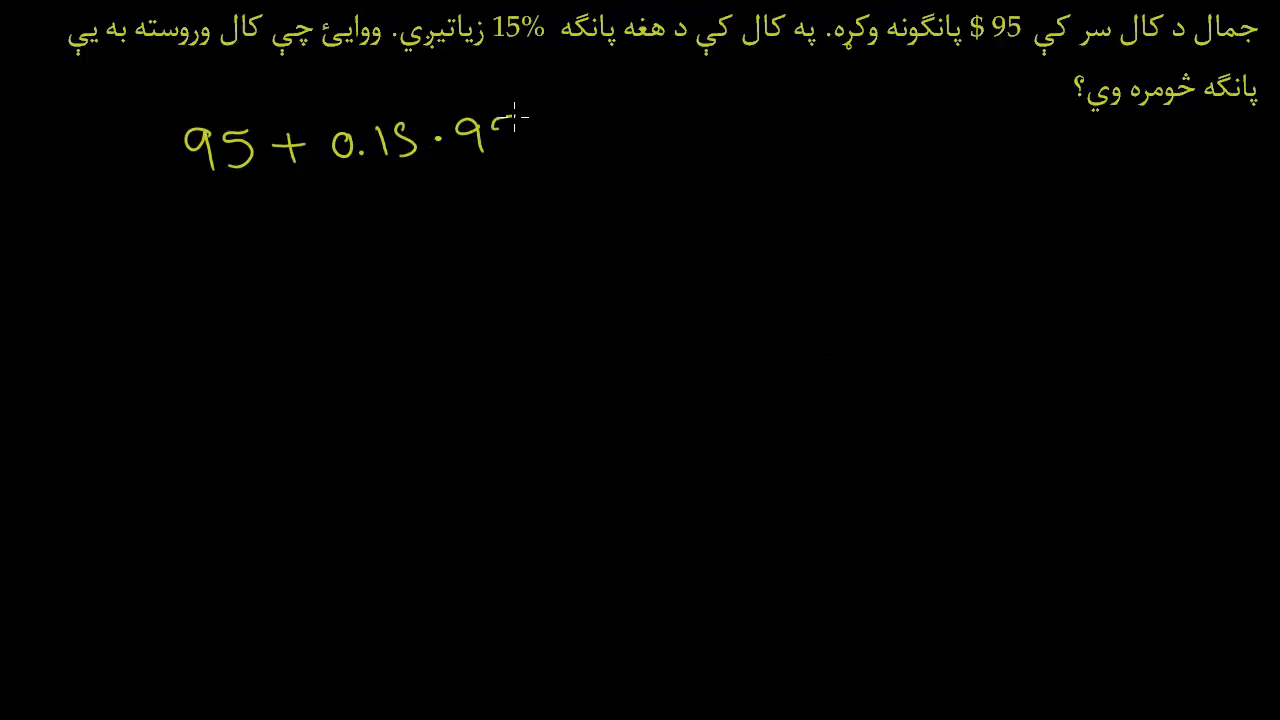 جمال د کال سر کې 95 $ پانګونه وکړه. په کال کې د هغه پانګه 15% زیاتیږي. ووایئ چې کال وروسته به یې
پانګه څومره وي؟
95 + 0.15 · 95